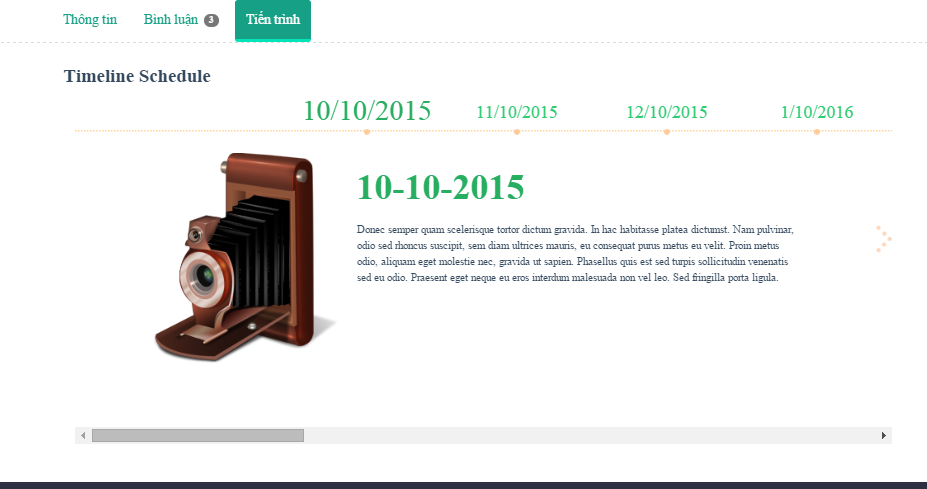 Thông tin Bình luận 3 Tiến trình
Timeline Schedule
10/10/2015 11/10/2015 12/10/2015 1/10/2016
10-10-2015
Donec semper quam scelerisque tortor dictum gravida. In hac habitasse platea dictumst. Nam pulvinar,
odio sed rhoncus suscipit, sem diam ultrices mauris, eu consequat purus metus eu velit. Proin metus
odio, aliquam eget molestie nec, gravida ut sapien. Phasellus quis est sed turpis sollicitudin venenatis
sed eu odio. Praesent eget neque eu eros interdum malesuada non vel leo. Sed fringilla porta ligula.